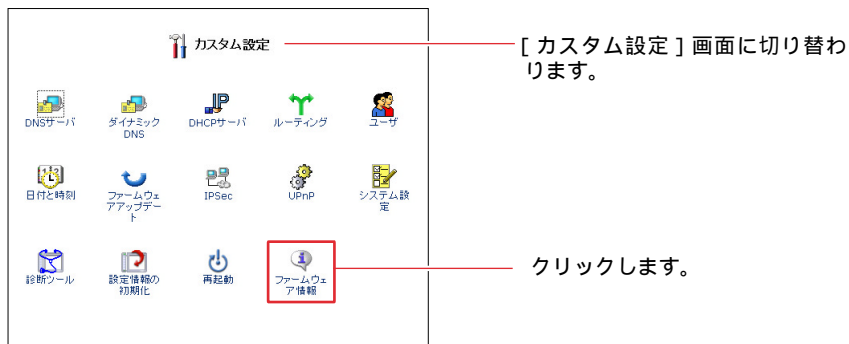 カスタム設定
[ カスタム設定 ] 画面に切り替わ
ります。
DNSサーバ
ダイナミック
DNS
DHCPサーバ
ルーティング
ユーザ
日付と時刻
ファームウェ
アアップデー
ト
IPSec
UPnP
システム設
定
診断ツール
設定情報の
初期化
再起動
ファームウェ
ア情報
クリックします。